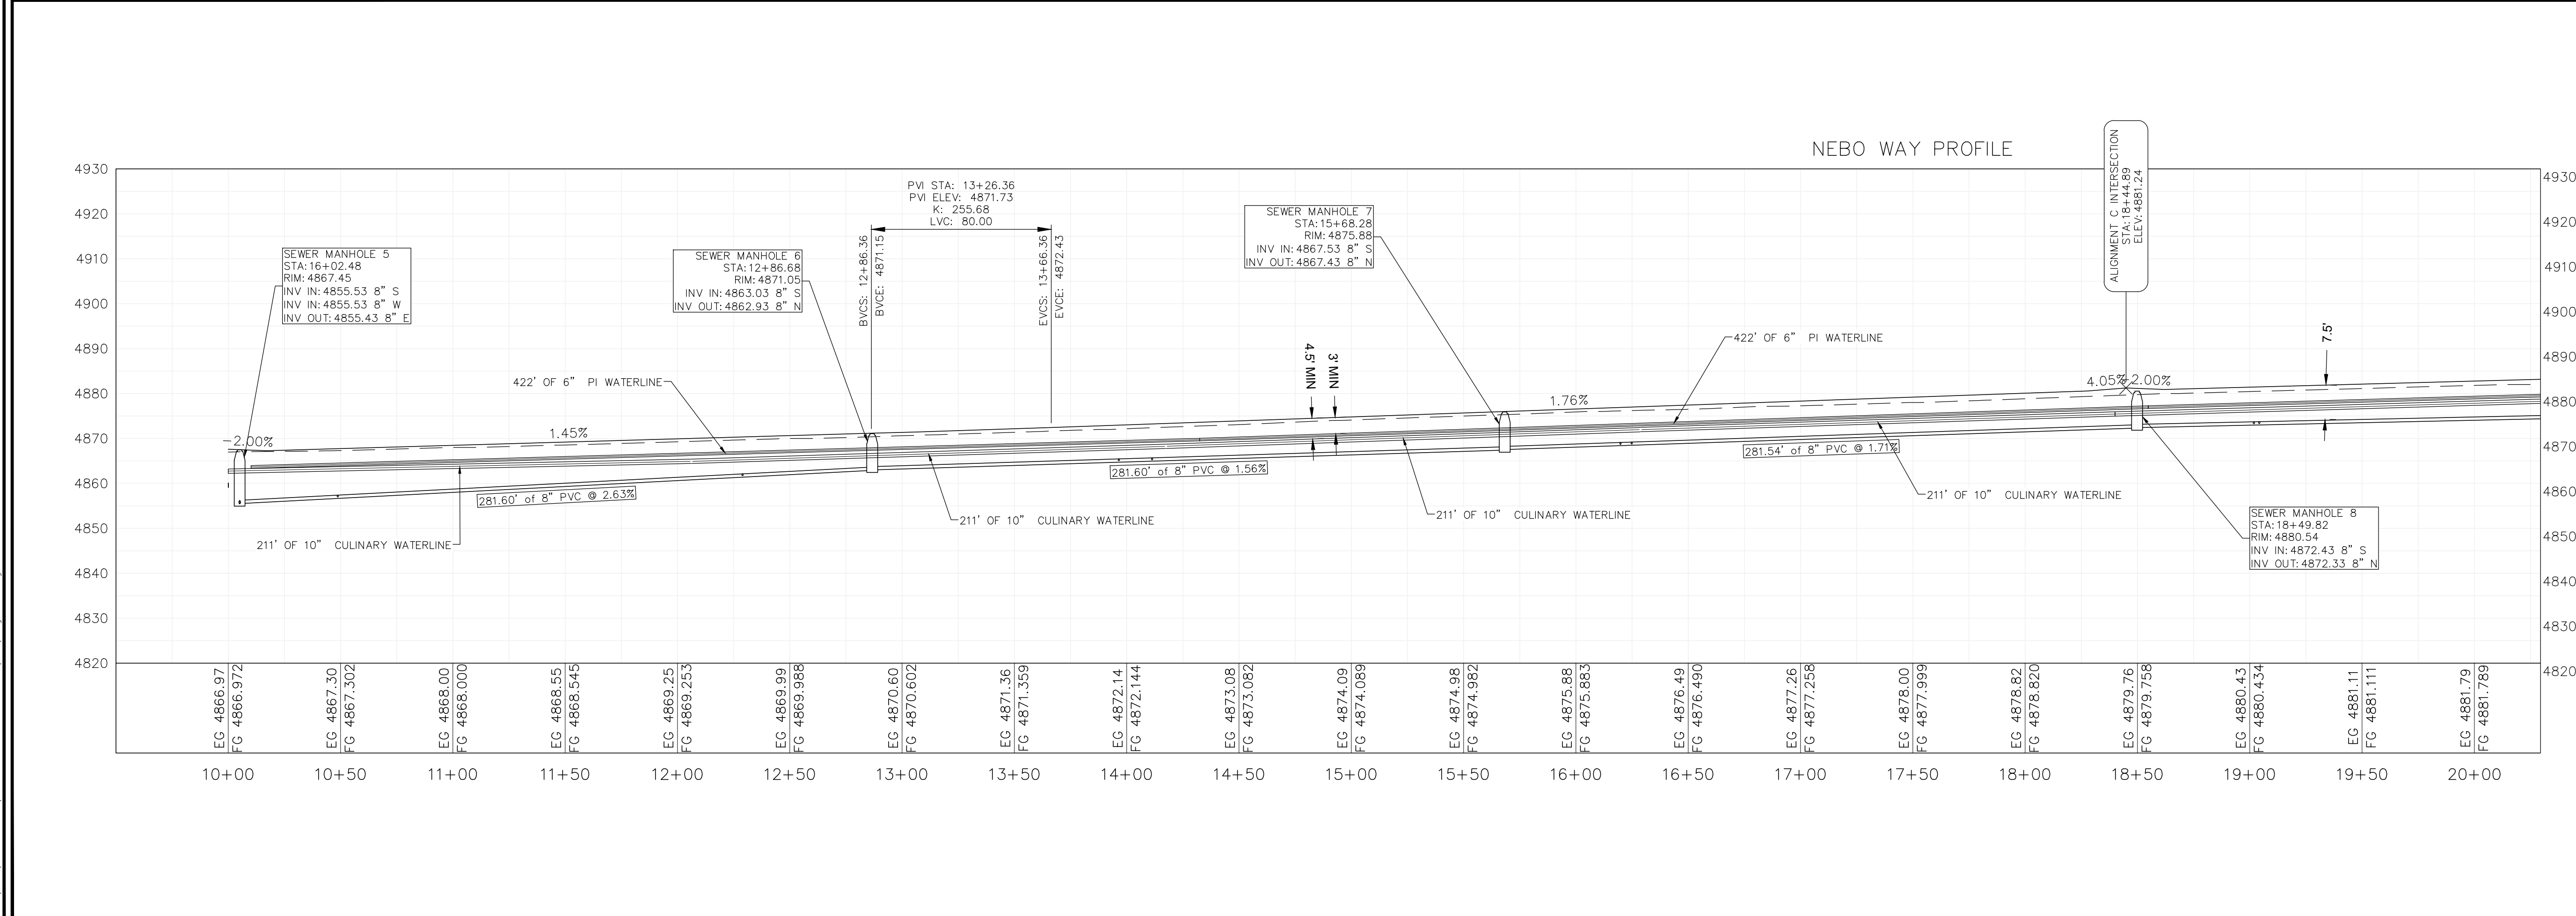 NEBO WAY PROFILE
4930
4920
4910
4900
4890
4880
4870
4860
4850
4840
4830
4820
SEWER MANHOLE 5
STA:16+02.48
RIM:4867.45
INV IN:4855.53 8" S
INV IN:4855.53 8" W
INV OUT:4855.43 8" E
SEWER MANHOLE 6
STA:12+86.68
RIM:4871.05
INV IN:4863.03 8" S
INV OUT:4862.93 8" N
PVI STA: 13+26.36
PVI ELEV: 4871.73
K: 255.68
LVC: 80.00
BVCS: 12+86.36
BVCE: 4871.15
EVCS: 13+66.36
EVCE: 4872.43
SEWER MANHOLE 7
STA:15+68.28
RIM:4875.88
INV IN:4867.53 8" S
INV OUT:4867.43 8" N
ALIGNMENT C INTERSECTION
STA:18+44.89
ELEV:4881.24
422' OF 6" PI WATERLINE
422' OF 6" PI WATERLINE
4.5' MIN
3' MIN
7.5'
-2.00%
1.45%
1.76%
4.05%
-2.00%
281.60' of 8" PVC @ 2.63%
281.60' of 8" PVC @ 1.56%
281.54' of 8" PVC @ 1.71%
211' OF 10" CULINARY WATERLINE
211' OF 10" CULINARY WATERLINE
211' OF 10" CULINARY WATERLINE
211' OF 10" CULINARY WATERLINE
SEWER MANHOLE 8
STA:18+49.82
RIM:4880.54
INV IN:4872.43 8" S
INV OUT:4872.33 8" N
4930
4920
4910
4900
4890
4880
4870
4860
4850
4840
4830
4820
EG 4866.97
FG 4866.972
EG 4867.30
FG 4867.302
EG 4868.00
FG 4868.000
EG 4868.55
FG 4868.545
EG 4869.25
FG 4869.253
EG 4869.99
FG 4869.988
EG 4870.60
FG 4870.602
EG 4871.36
FG 4871.359
EG 4872.14
FG 4872.144
EG 4873.08
FG 4873.082
EG 4874.09
FG 4874.089
EG 4874.98
FG 4874.982
EG 4875.88
FG 4875.883
EG 4876.49
FG 4876.490
EG 4877.26
FG 4877.258
EG 4878.00
FG 4877.999
EG 4878.82
FG 4878.820
EG 4879.76
FG 4879.758
EG 4880.43
FG 4880.434
EG 4881.11
FG 4881.111
EG 4881.79
FG 4881.789
10+00
10+50
11+00
11+50
12+00
12+50
13+00
13+50
14+00
14+50
15+00
15+50
16+00
16+50
17+00
17+50
18+00
18+50
19+00
19+50
20+00